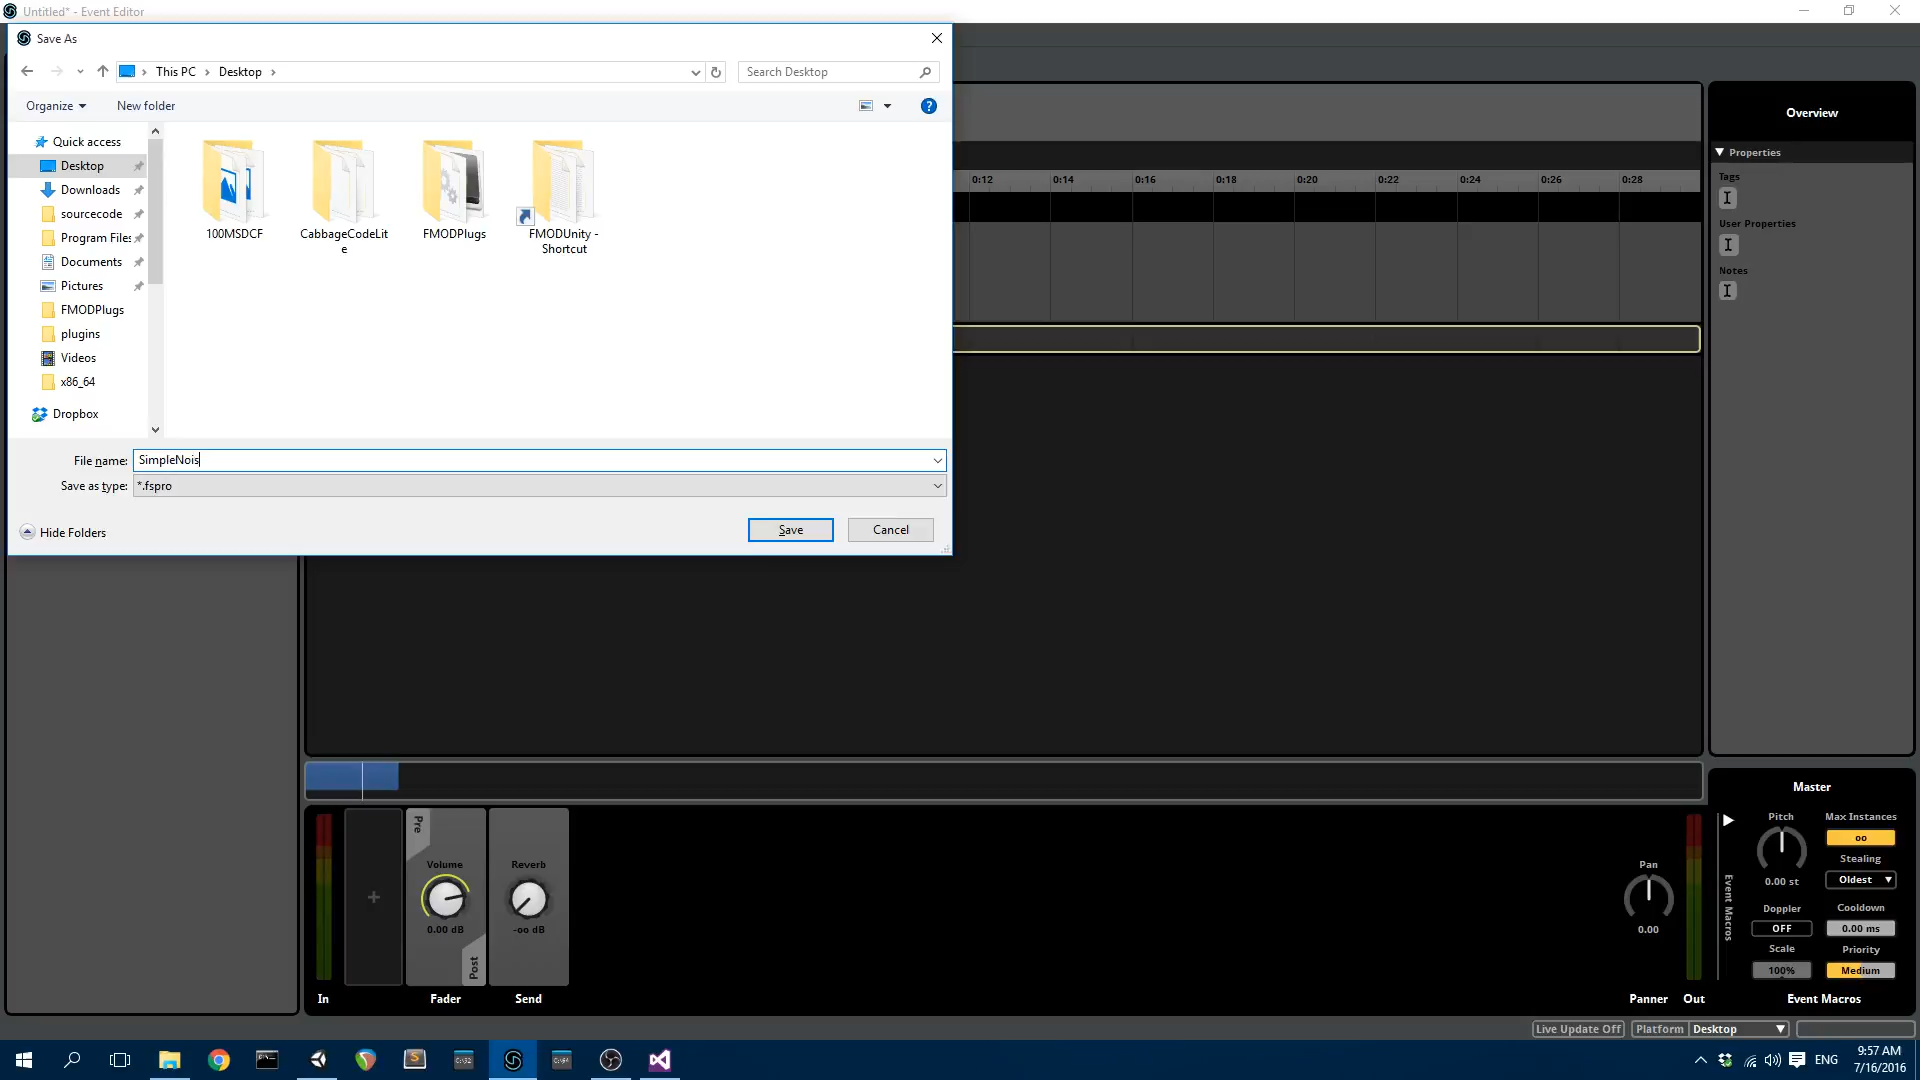 Untitled* - Event Editor
Save As
This PC
Desktop
Search Desktop
Organize
New folder
Quick access
Desktop
Downloads
sourcecode
Program Files
Documents
Pictures
FMODPlugs
plugins
Videos
x86_64
Dropbox
100MSDCF
CabbageCodeLit
e
FMODPlugs
FMODUnity -
Shortcut
File name: SimpleNois
Save as type: *.fspro
Hide Folders
Save
Cancel
0:12 0:14 0:16 0:18 0:20 0:22 0:24 0:26 0:28
Overview
Properties
Tags
User Properties
Notes
Pre
Volume
0.00 dB
Post
Reverb
-oo dB
Pan
0.00
In
Fader
Send
Panner
Out
Master
Pitch
0.00 st
Max Instances
oo
Stealing
Oldest
Doppler
OFF
Cooldown
0.00 ms
Scale
100%
Priority
Medium
Event Macros
Event Macros
Live Update Off
Platform
Desktop
C:\32
C:\64
ENG
9:57 AM
7/16/2016